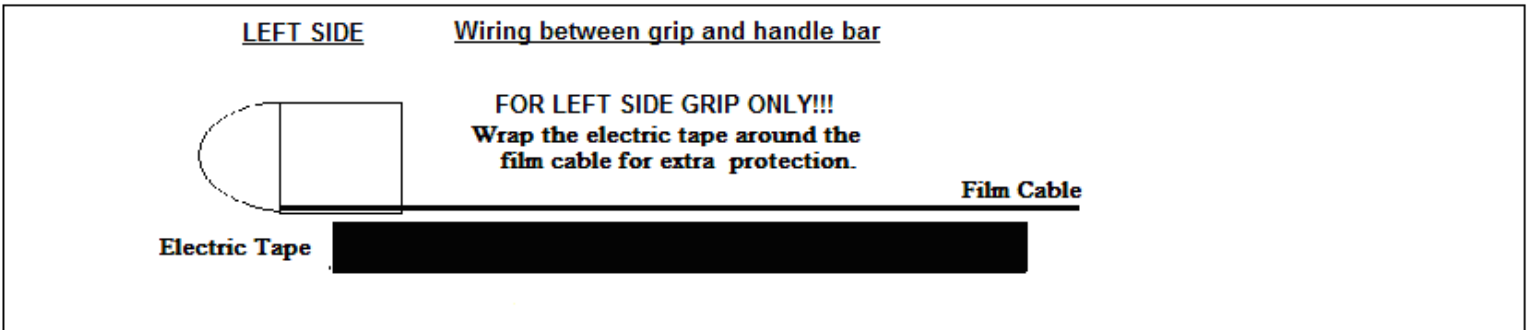 LEFT SIDE Wiring between grip and handle bar
FOR LEFT SIDE GRIP ONLY!!!
Wrap the electric tape around the
film cable for extra protection.
Film Cable
Electric Tape